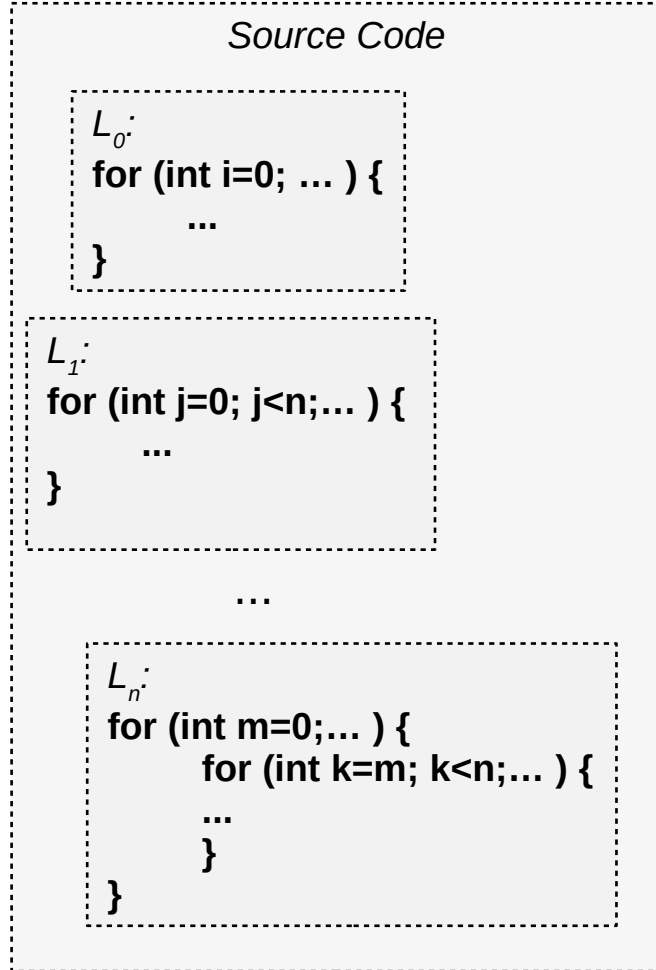 Source Code
L₀:
for (int i=0; … ) {
...
}
L₁:
for (int j=0; j<n;… ) {
...
}
…
Lₙ:
for (int m=0;… ) {
for (int k=m; k<n;… ) {
...
}
}